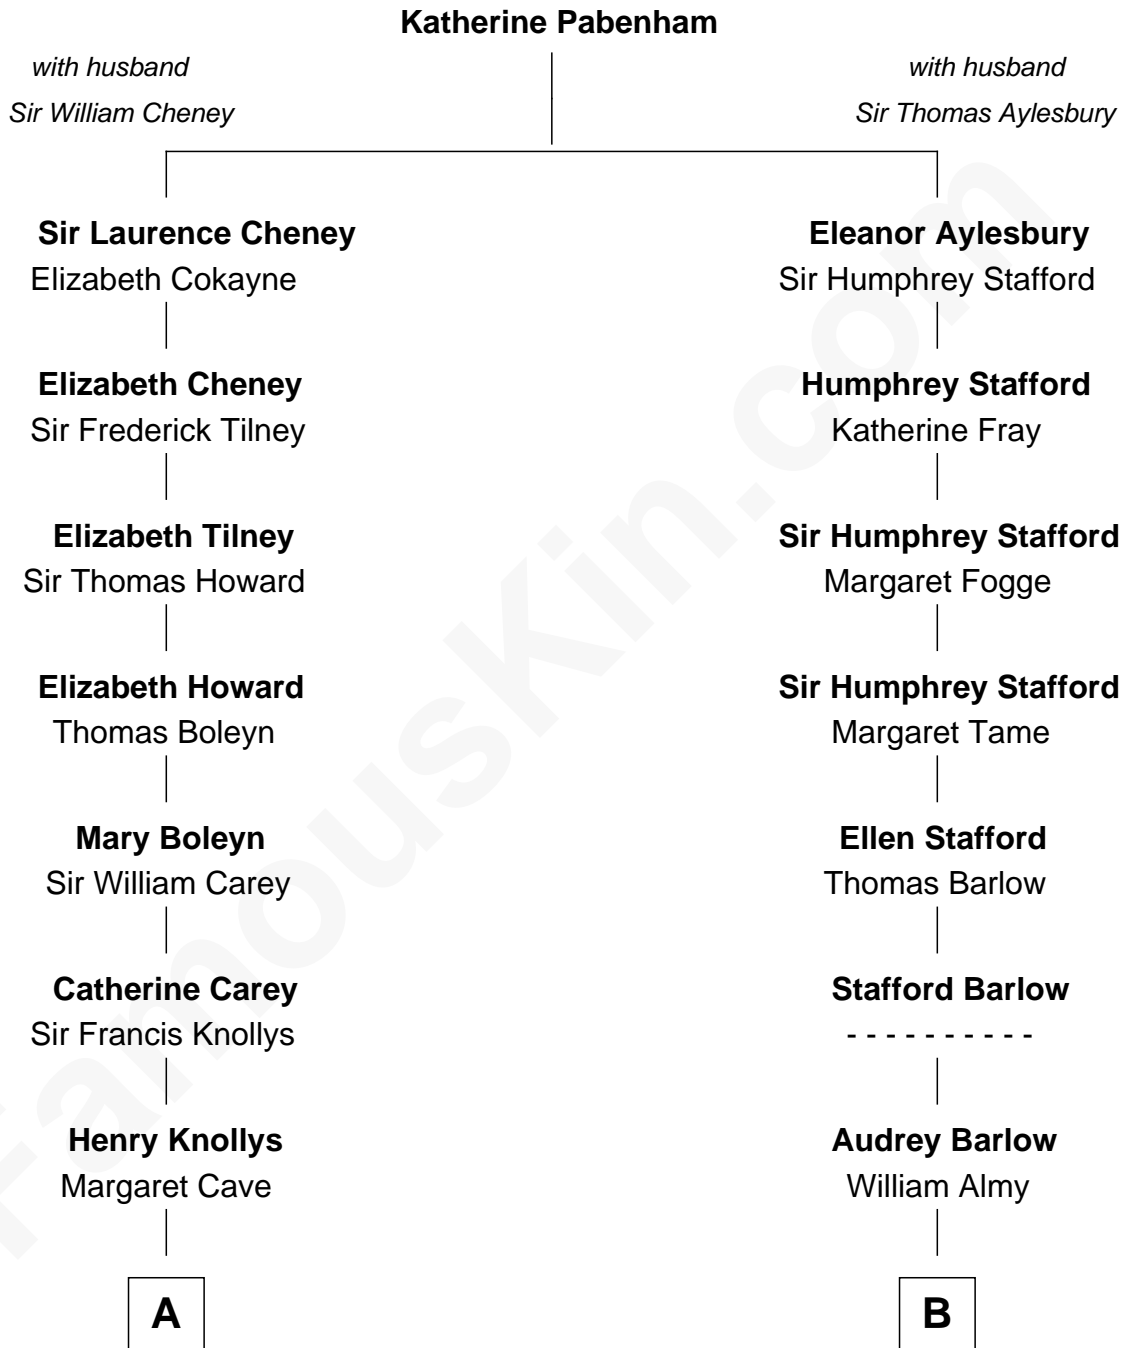 Katherine Pabenham
with husband
Sir William Cheney
with husband
Sir Thomas Aylesbury
Sir Laurence Cheney
Elizabeth Cokayne
Eleanor Aylesbury
Sir Humphrey Stafford
Elizabeth Cheney
Sir Frederick Tilney
Humphrey Stafford
Katherine Fray
Elizabeth Tilney
Sir Thomas Howard
Sir Humphrey Stafford
Margaret Fogge
Elizabeth Howard
Thomas Boleyn
Sir Humphrey Stafford
Margaret Tame
Mary Boleyn
Sir William Carey
Ellen Stafford
Thomas Barlow
Catherine Carey
Sir Francis Knollys
Stafford Barlow
- - - - - - - - - -
Henry Knollys
Margaret Cave
Audrey Barlow
William Almy
A
B
FamousKin.com